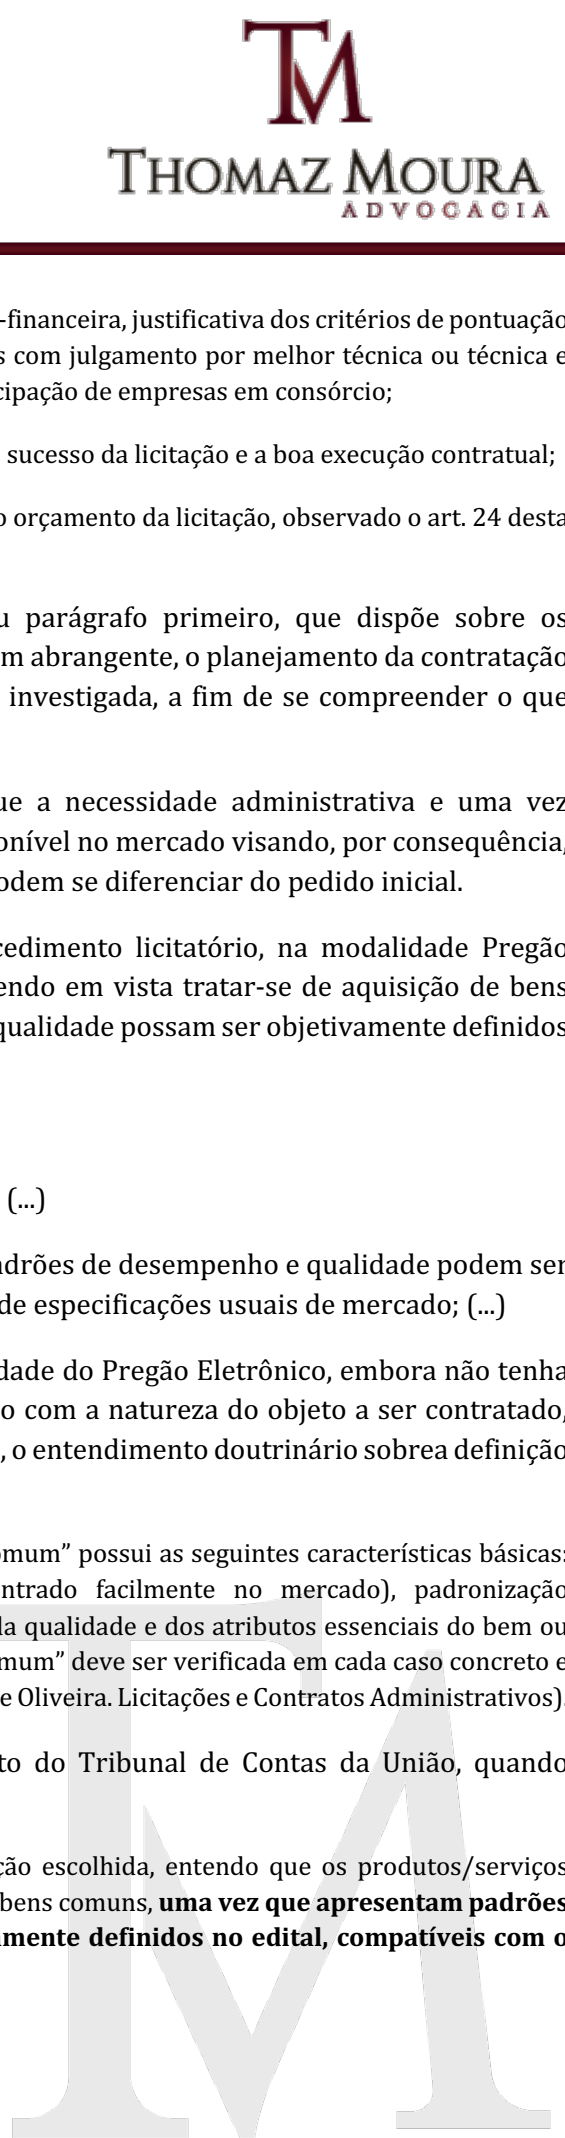 TM
THOMAZ MOURA
ADVOCACIA
-financeira, justificativa dos critérios de pontuação
s com julgamento por melhor técnica ou técnica e
cipação de empresas em consórcio;
sucesso da licitação e a boa execução contratual;
o orçamento da licitação, observado o art. 24 desta
u parágrafo primeiro, que dispõe sobre os
m abrangente, o planejamento da contratação
investigada, a fim de se compreender o que
ue a necessidade administrativa e uma vez
onível no mercado visando, por consequência,
odem se diferenciar do pedido inicial.
cedimento licitatório, na modalidade Pregão
endo em vista tratar-se de aquisição de bens
qualidade possam ser objetivamente definidos
(...)
adrões de desempenho e qualidade podem ser
de especificações usuais de mercado; (...)
dade do Pregão Eletrônico, embora não tenha
o com a natureza do objeto a ser contratado,
, o entendimento doutrinário sobrea definição
omum” possui as seguintes características básicas:
ontrado facilmente no mercado), padronização
da qualidade e dos atributos essenciais do bem ou
mum” deve ser verificada em cada caso concreto e
e Oliveira. Licitações e Contratos Administrativos).
to do Tribunal de Contas da União, quando
ção escolhida, entendo que os produtos/serviços
bens comuns, uma vez que apresentam padrões
amente definidos no edital, compatíveis com o
TM